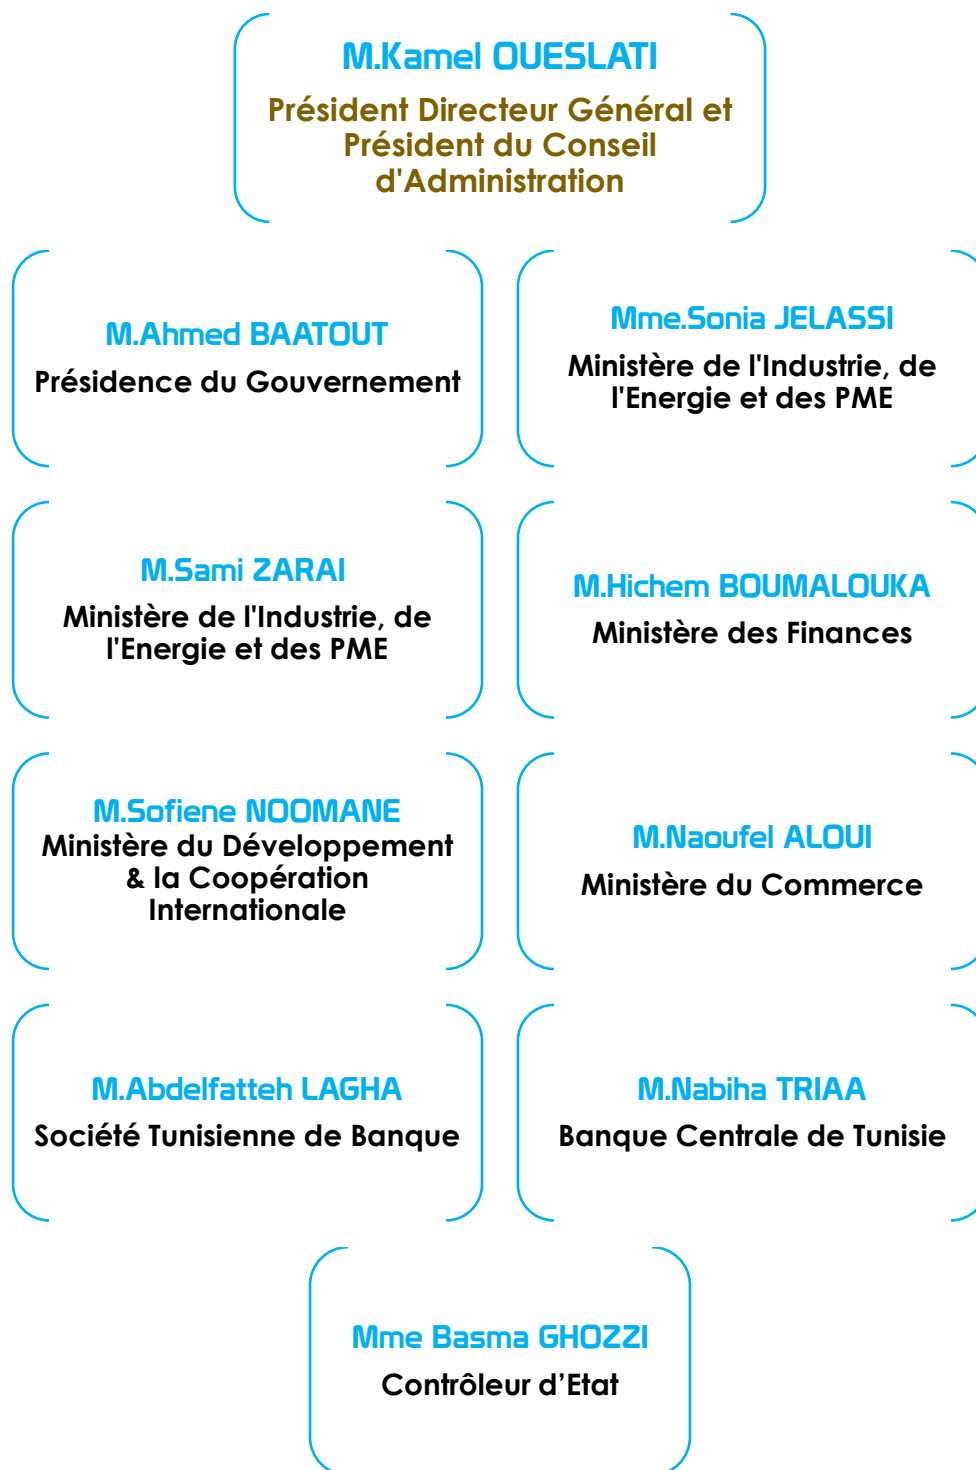 M.Kamel OUESLATI
Président Directeur Général et
Président du Conseil
d'Administration
M.Ahmed BAATOUT
Présidence du Gouvernement
Mme.Sonia JELASSI
Ministère de l'Industrie, de
l'Energie et des PME
M.Sami ZARAI
Ministère de l'Industrie, de
l'Energie et des PME
M.Hichem BOUMALOUKA
Ministère des Finances
M.Sofiene NOOMANE
Ministère du Développement
& la Coopération
Internationale
M.Naoufel ALOUI
Ministère du Commerce
M.Abdelfatteh LAGHA
Société Tunisienne de Banque
M.Nabiha TRIAA
Banque Centrale de Tunisie
Mme Basma GHOZZI
Contrôleur d’Etat